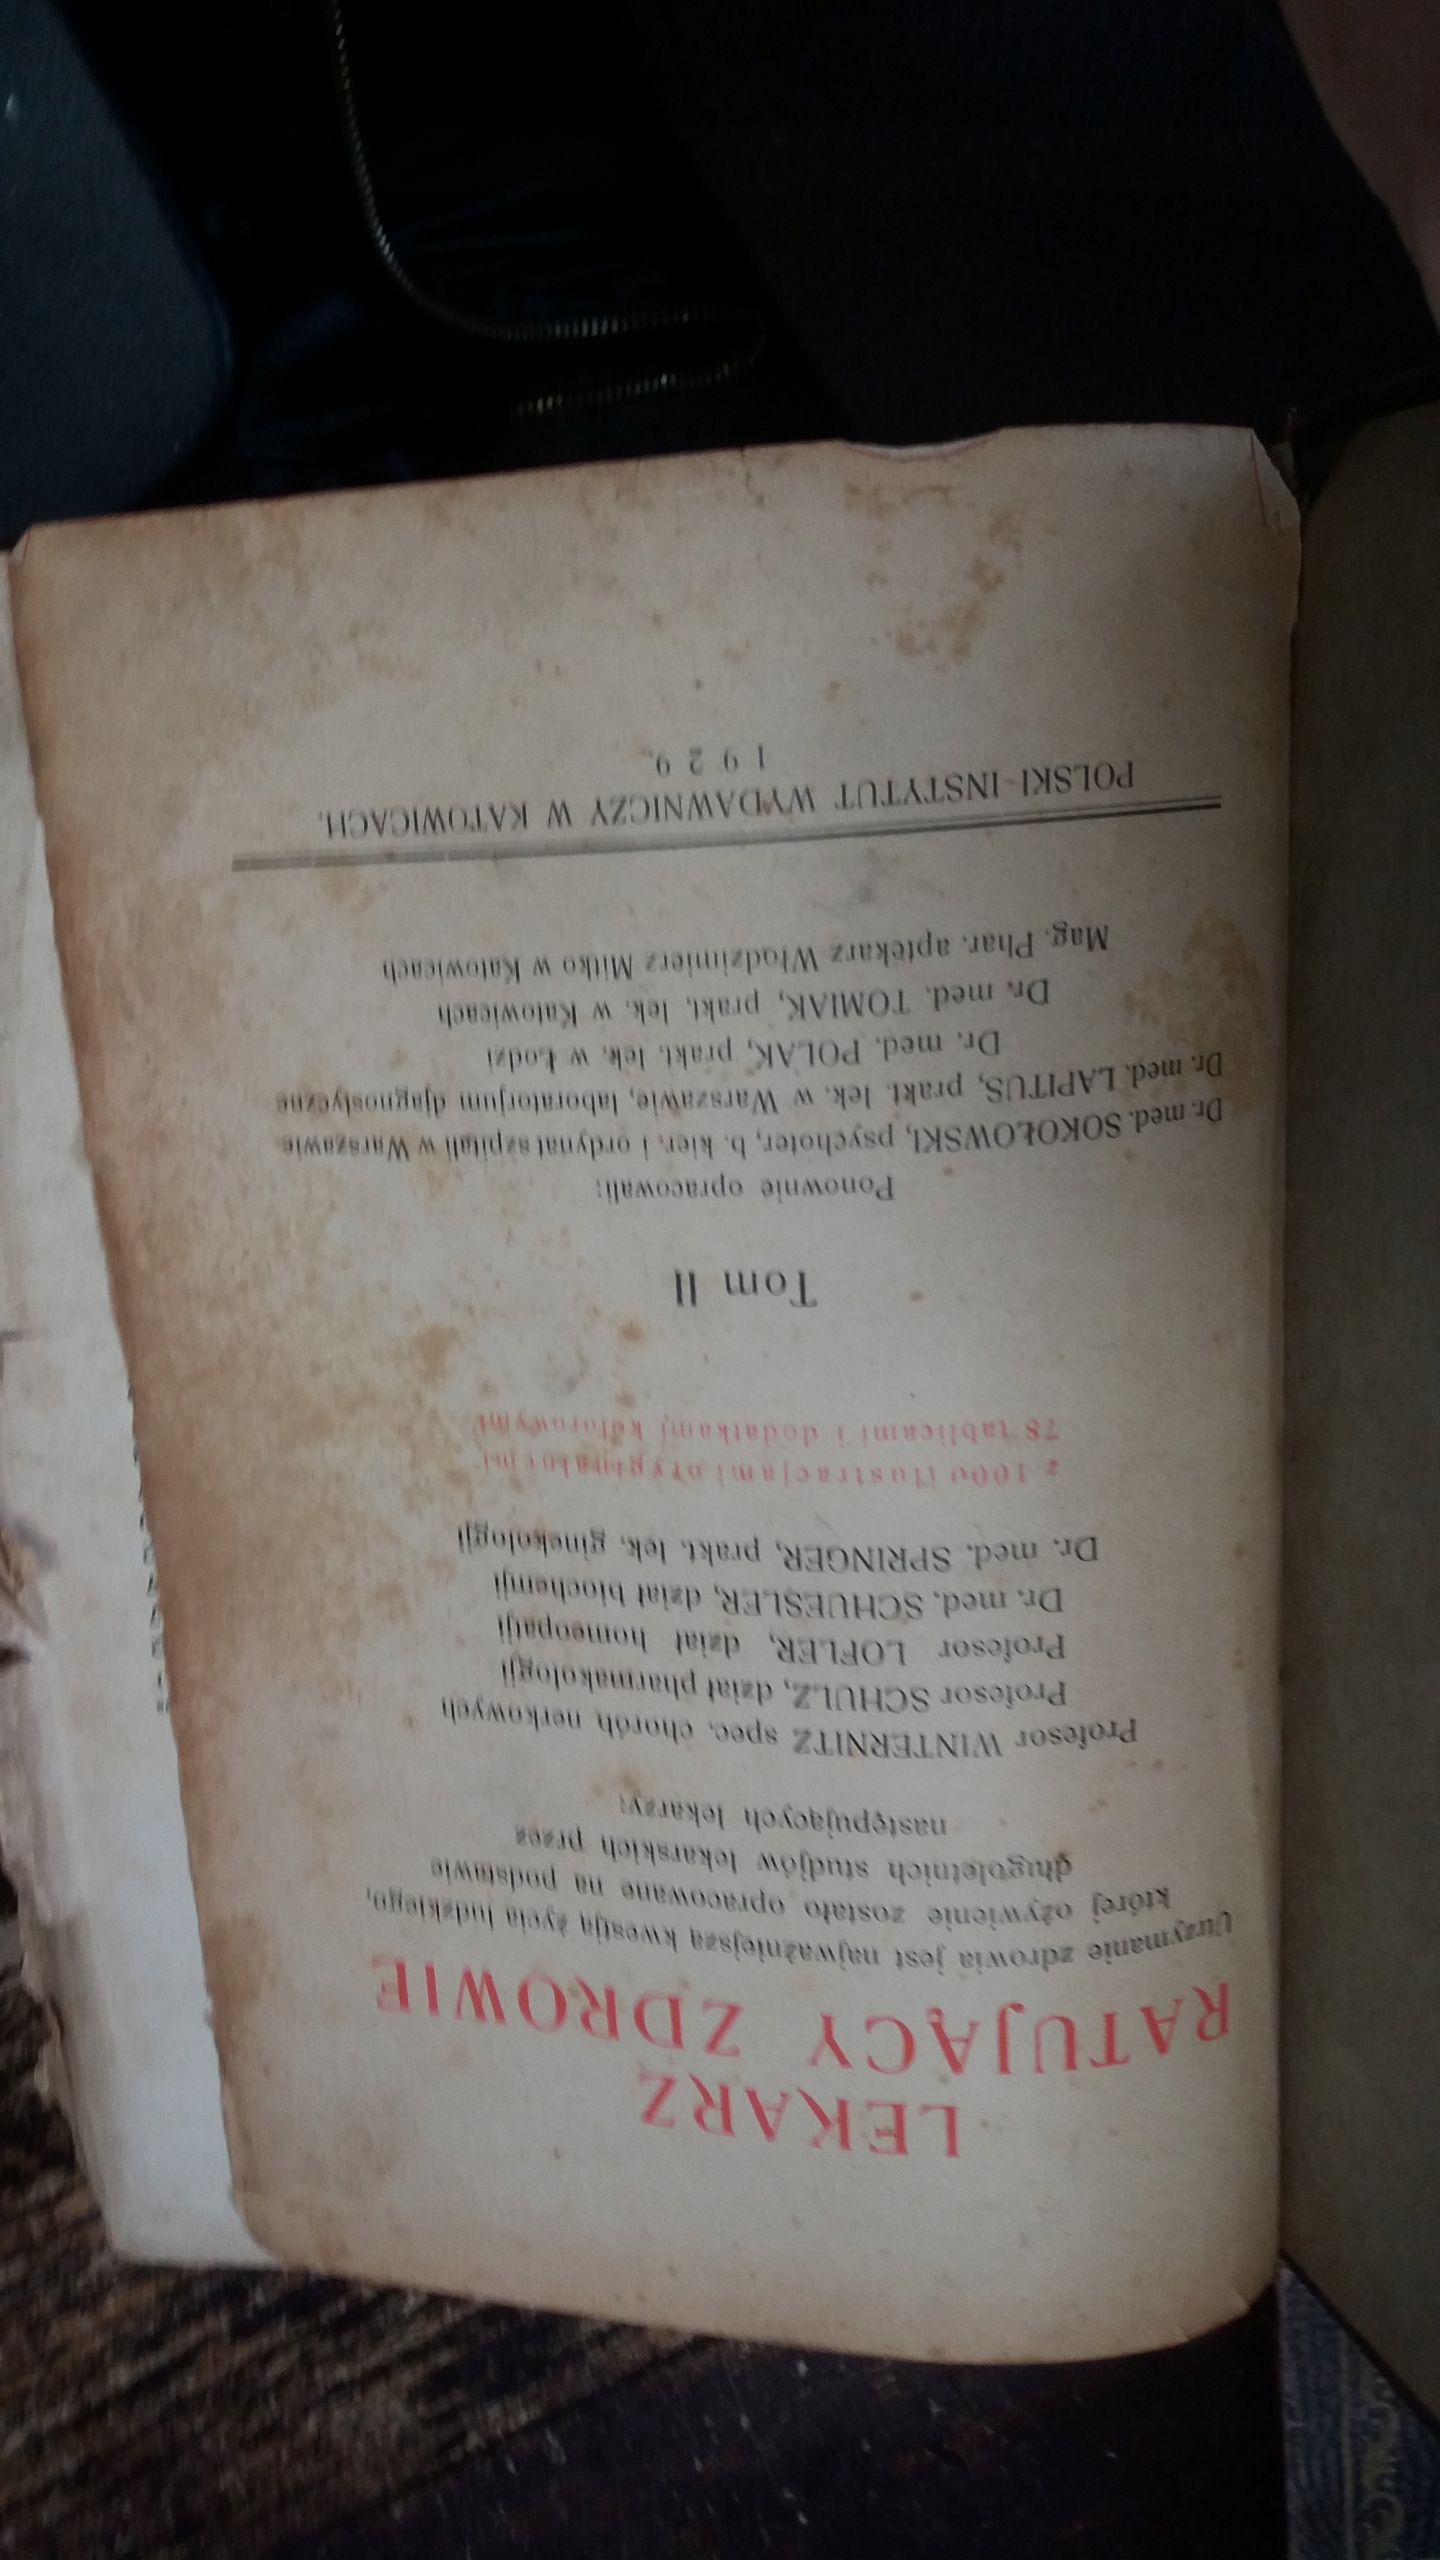 LEKARZ
RATUJĄCY ZDROWIE
Utrzymanie zdrowia jest najważniejszą kwestją życia ludzkiego,
której ożywienie zostało opracowane na podstawie
długoletnich studjów lekarskich przez
następujących lekarzy:
Profesor WINTERNITZ spec. chorób nerkowych
Profesor SCHULZ, dział pharmakologji
Profesor LOFLER, dział homeopatji
Dr. med. SCHUESLER, dział biochemji
Dr. med. SPRINGER, prakt. lek. ginekologji
z 1000 ilustracjami oryginalnemi
78 tablicami i dodatkami kolorowymi
Tom II
Ponownie opracowali:
Dr. med. SOKOŁOWSKI, psychoter, b. kier. i ordynat szpitali w Warszawie
Dr. med. LAPITUS, prakt. lek. w Warszawie, laboratorjum djagnostyczne
Dr. med. POLAK, prakt. lek. w Łodzi
Dr. med. TOMIAK, prakt. lek. w Katowicach
Mag. Phar. aptekarz Włodzimierz Mitko w Katowicach
POLSKI INSTYTUT WYDAWNICZY W KATOWICACH.
1929.